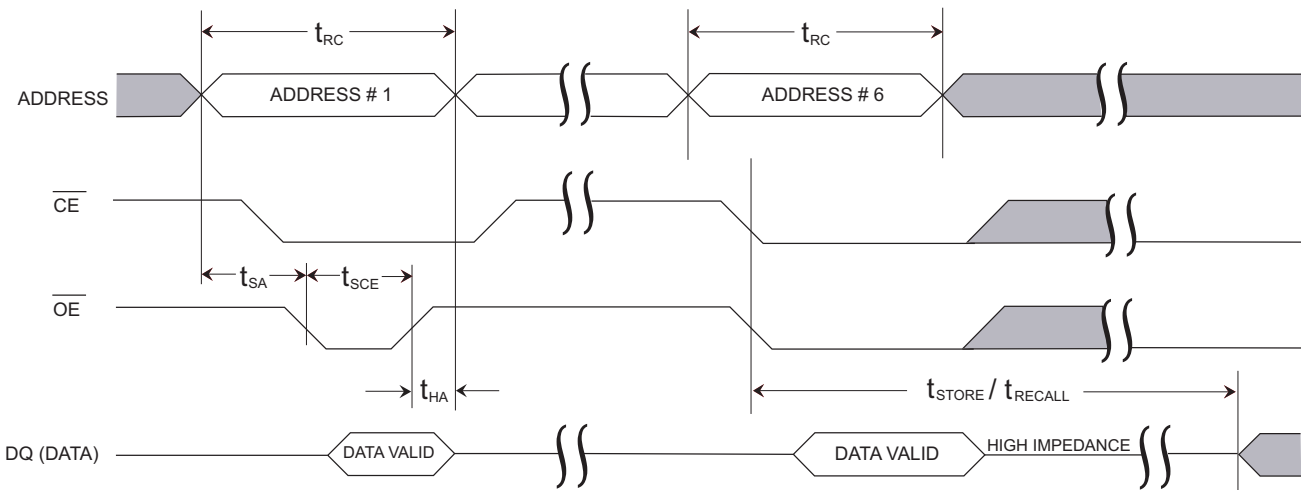 tRC tRC
ADDRESS ADDRESS # 1 ADDRESS # 6
CE
tSA tSCE
OE
tHA tSTORE / tRECALL
DQ (DATA) DATA VALID DATA VALID HIGH IMPEDANCE